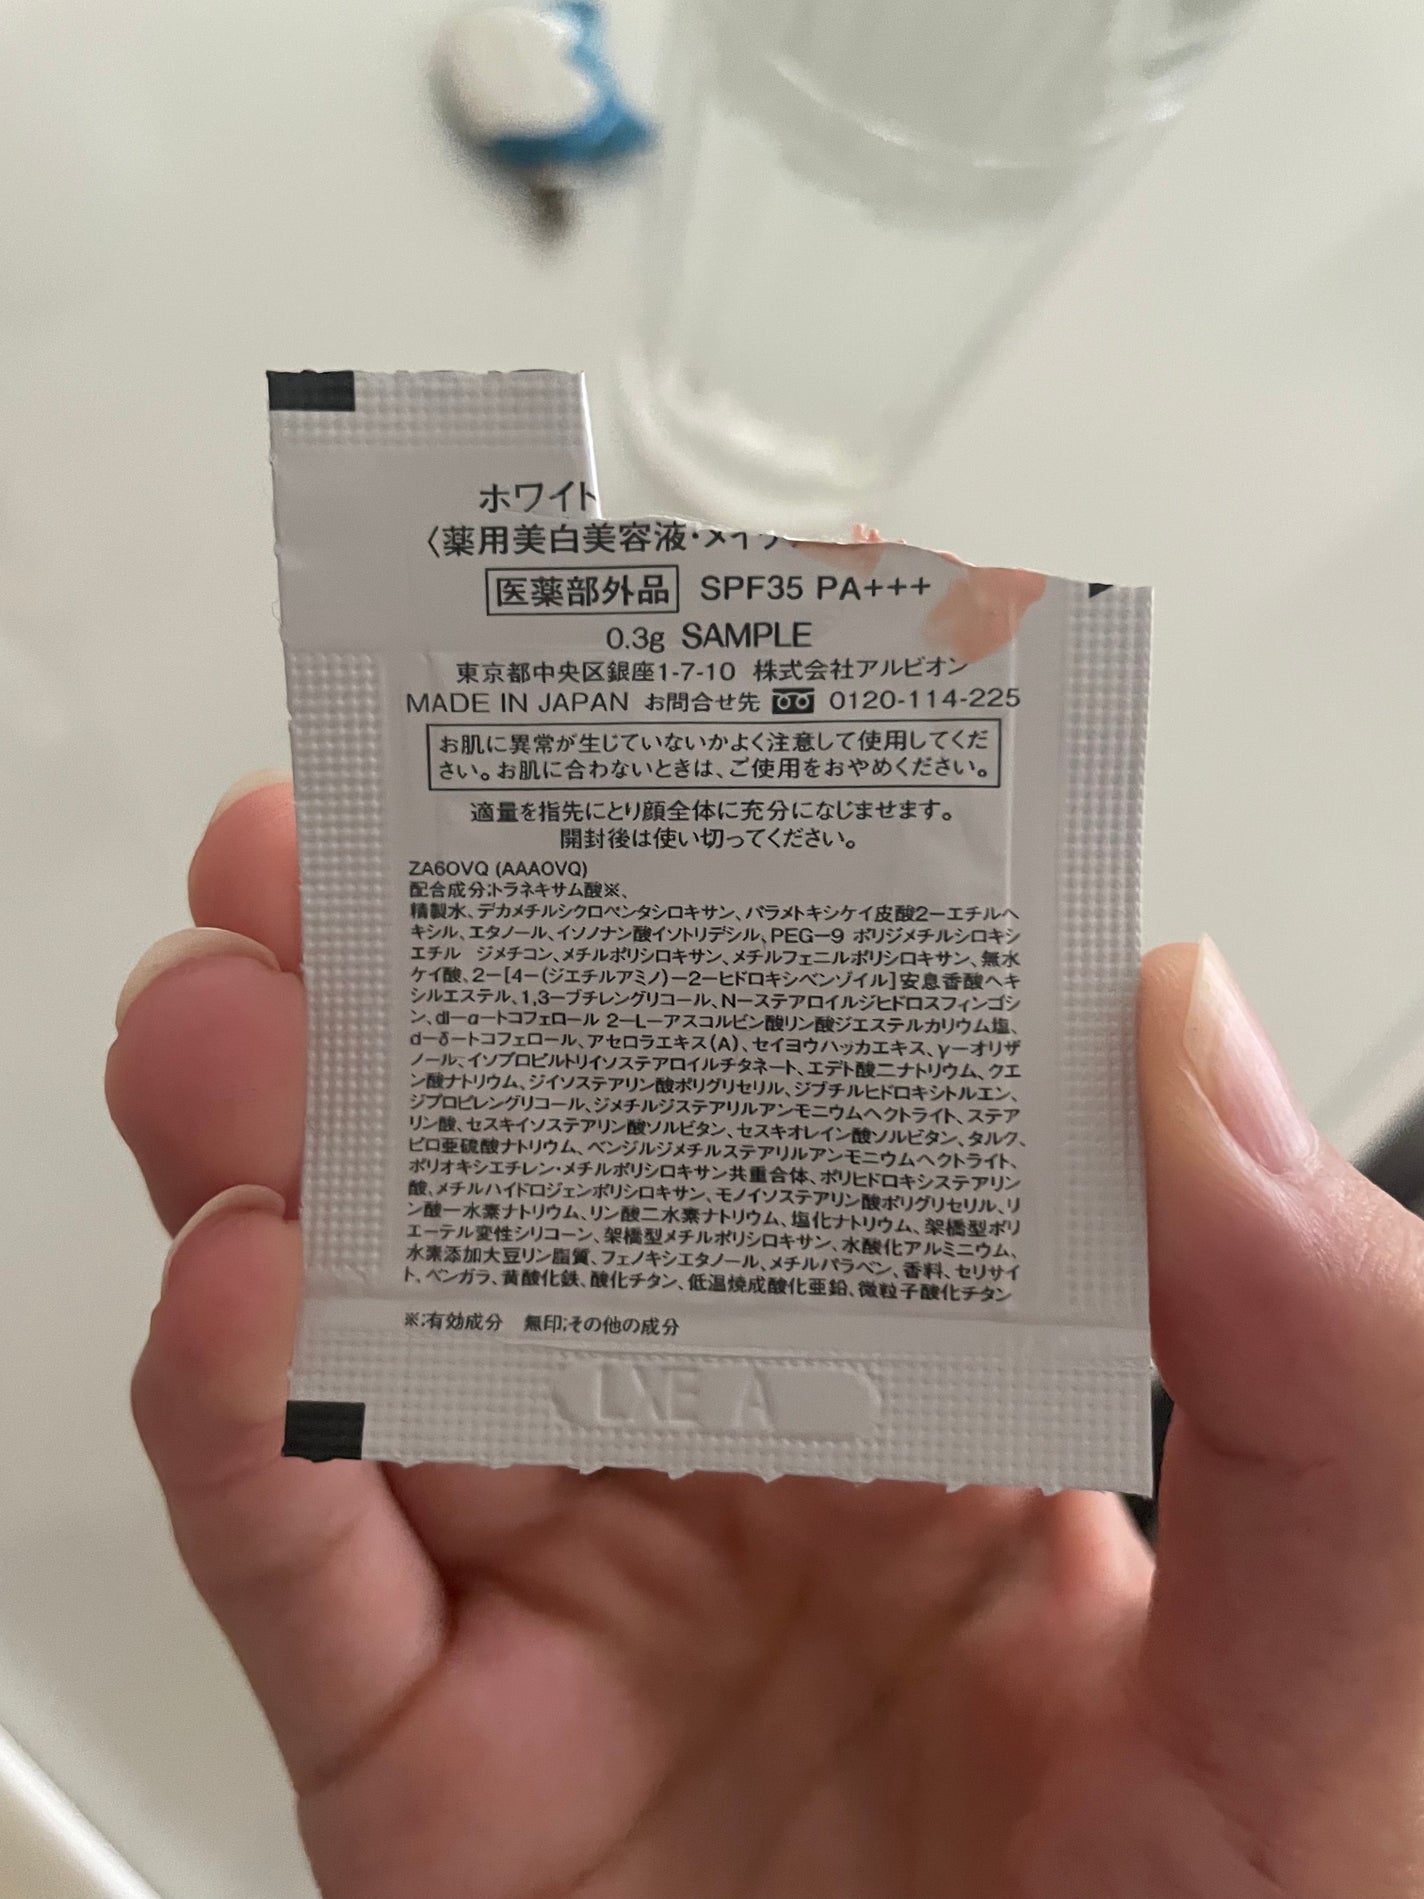 ホワイト
〈薬用美白美容液・メイク
医薬部外品 SPF35 PA+++
0.3g SAMPLE
東京都中央区銀座1-7-10 株式会社アルビオン
MADE IN JAPAN お問合せ先 0120-114-225
お肌に異常が生じていないかよく注意して使用してくだ
さい。お肌に合わないときは、ご使用をおやめください。
適量を指先にとり顔全体に充分になじませます。
開封後は使い切ってください。
ZA6OVQ (AAAOVQ)
配合成分:トラネキサム酸※、
精製水、デカメチルシクロペンタシロキサン、パラメトキシケイ皮酸2-エチルヘ
キシル、エタノール、イソノナン酸イソトリデシル、PEG-9 ポリジメチルシロキシ
エチル ジメチコン、メチルポリシロキサン、メチルフェニルポリシロキサン、無水
ケイ酸、2-[4-(ジエチルアミノ)-2-ヒドロキシベンゾイル]安息香酸ヘキ
シルエステル、1,3-ブチレングリコール、N-ステアロイルジヒドロスフィンゴシ
ン、dl-α-トコフェロール 2-L-アスコルビン酸リン酸ジエステルカリウム塩、
d-δ-トコフェロール、アセロラエキス(A)、セイヨウハッカエキス、γ-オリザ
ノール、イソプロピルトリイソステアロイルチタネート、エデト酸二ナトリウム、クエ
ン酸ナトリウム、ジイソステアリン酸ポリグリセリル、ジブチルヒドロキシトルエン、
ジプロピレングリコール、ジメチルジステアリルアンモニウムヘクトライト、ステア
リン酸、セスキイソステアリン酸ソルビタン、セスキオレイン酸ソルビタン、タルク、
ピロ亜硫酸ナトリウム、ベンジルジメチルステアリルアンモニウムヘクトライト、
ポリオキシエチレン・メチルポリシロキサン共重合体、ポリヒドロキシステアリン
酸、メチルハイドロジェンポリシロキサン、モノイソステアリン酸ポリグリセリル、リ
ン酸一水素ナトリウム、リン酸二水素ナトリウム、塩化ナトリウム、架橋型ポリ
エーテル変性シリコーン、架橋型メチルポリシロキサン、水酸化アルミニウム、
水素添加大豆リン脂質、フェノキシエタノール、メチルパラベン、香料、セリサイ
ト、ベンガラ、黄酸化鉄、酸化チタン、低温焼成酸化亜鉛、微粒子酸化チタン
※:有効成分 無印:その他の成分
LXE A